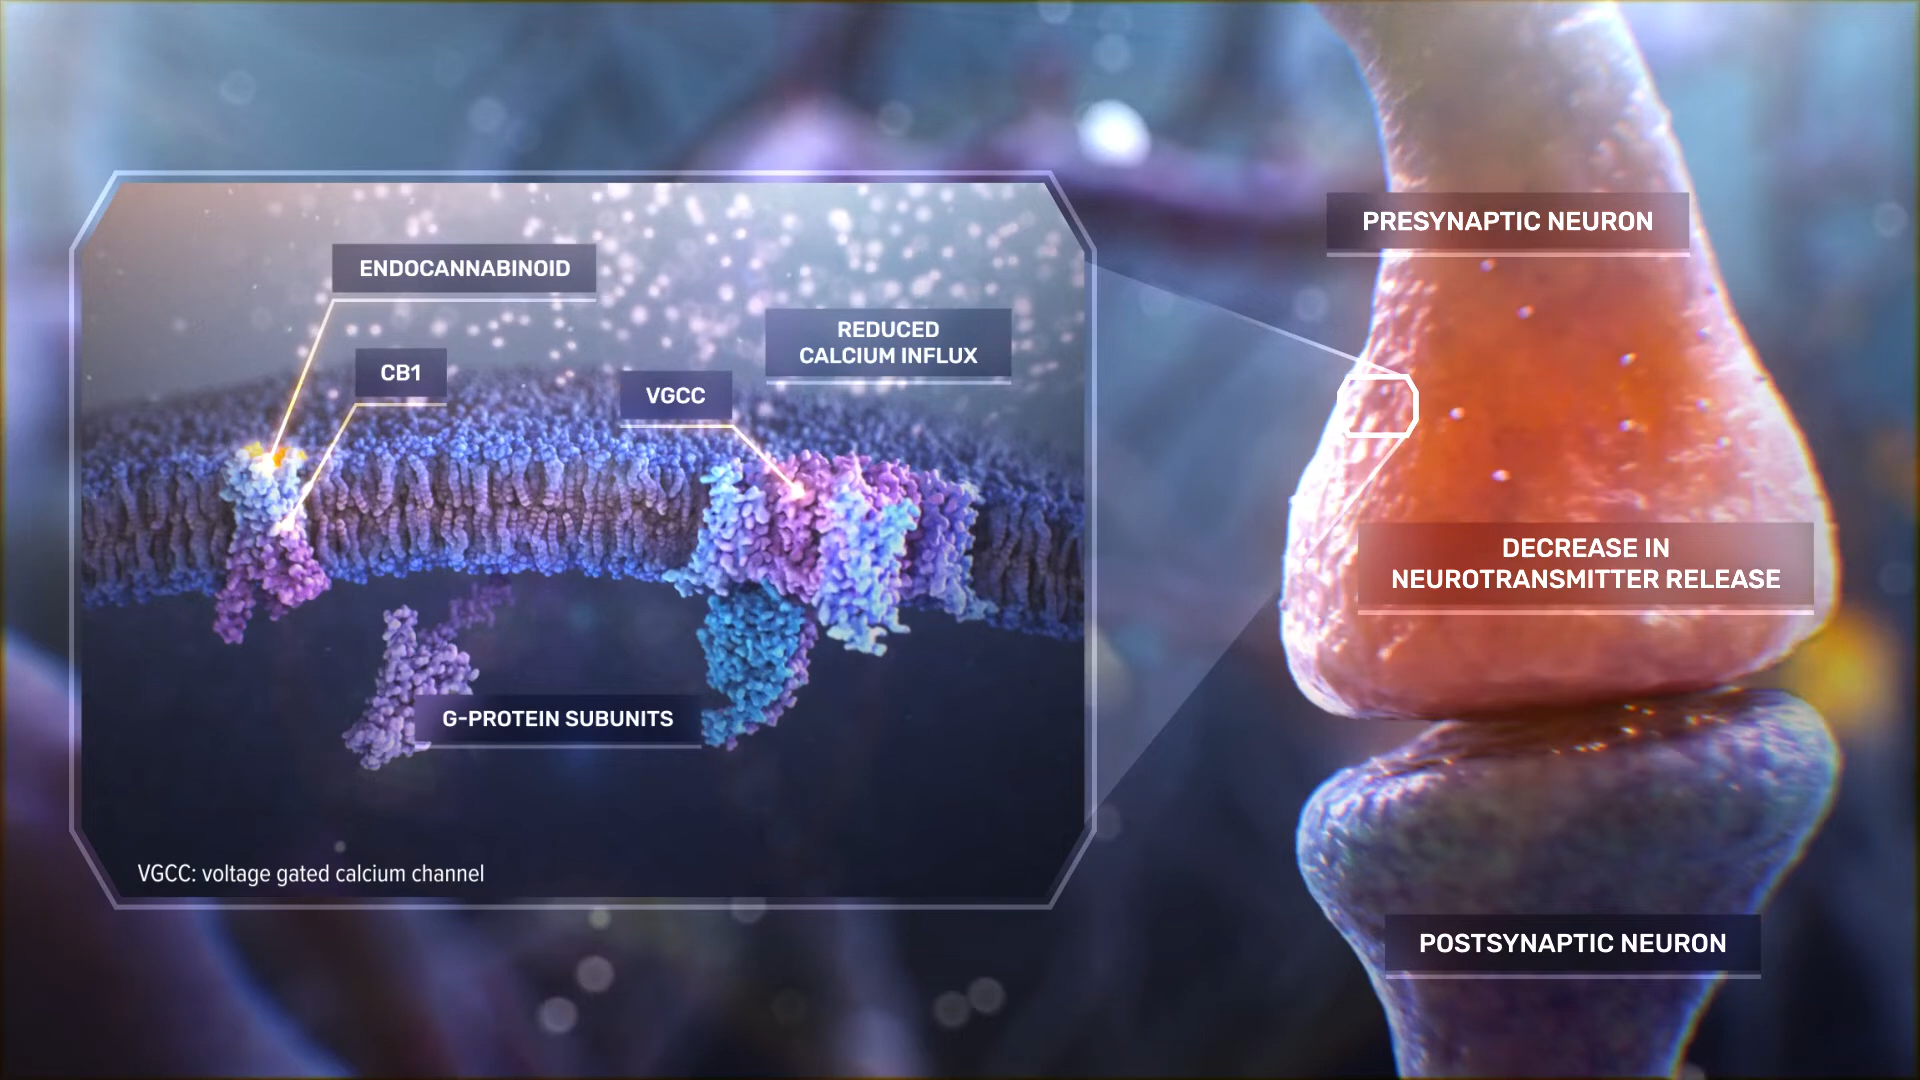 ENDOCANNABINOID
CB1
VGCC
REDUCED
CALCIUM INFLUX
G-PROTEIN SUBUNITS
VGCC: voltage gated calcium channel
PRESYNAPTIC NEURON
DECREASE IN
NEUROTRANSMITTER RELEASE
POSTSYNAPTIC NEURON